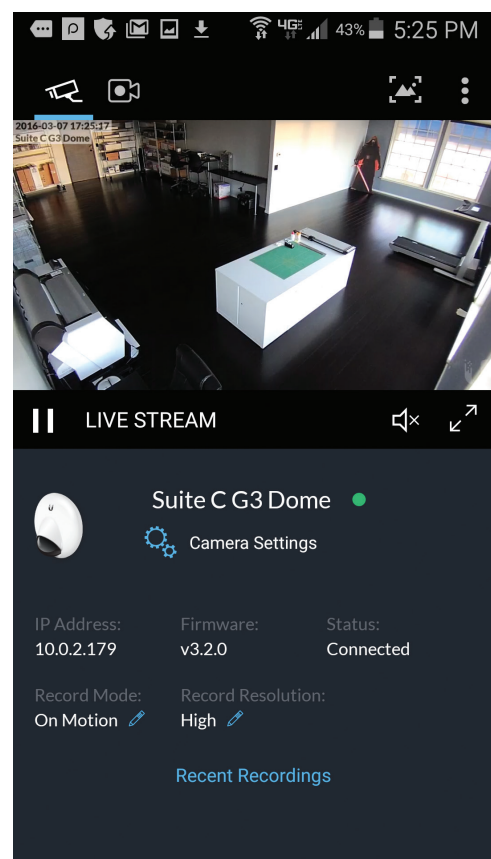 4G LTE 43% 5:25 PM
2016-03-07 17:25:17
Suite C G3 Dome
LIVE STREAM
Suite C G3 Dome
Camera Settings
IP Address: Firmware: Status:
10.0.2.179 v3.2.0 Connected
Record Mode: Record Resolution:
On Motion High
Recent Recordings